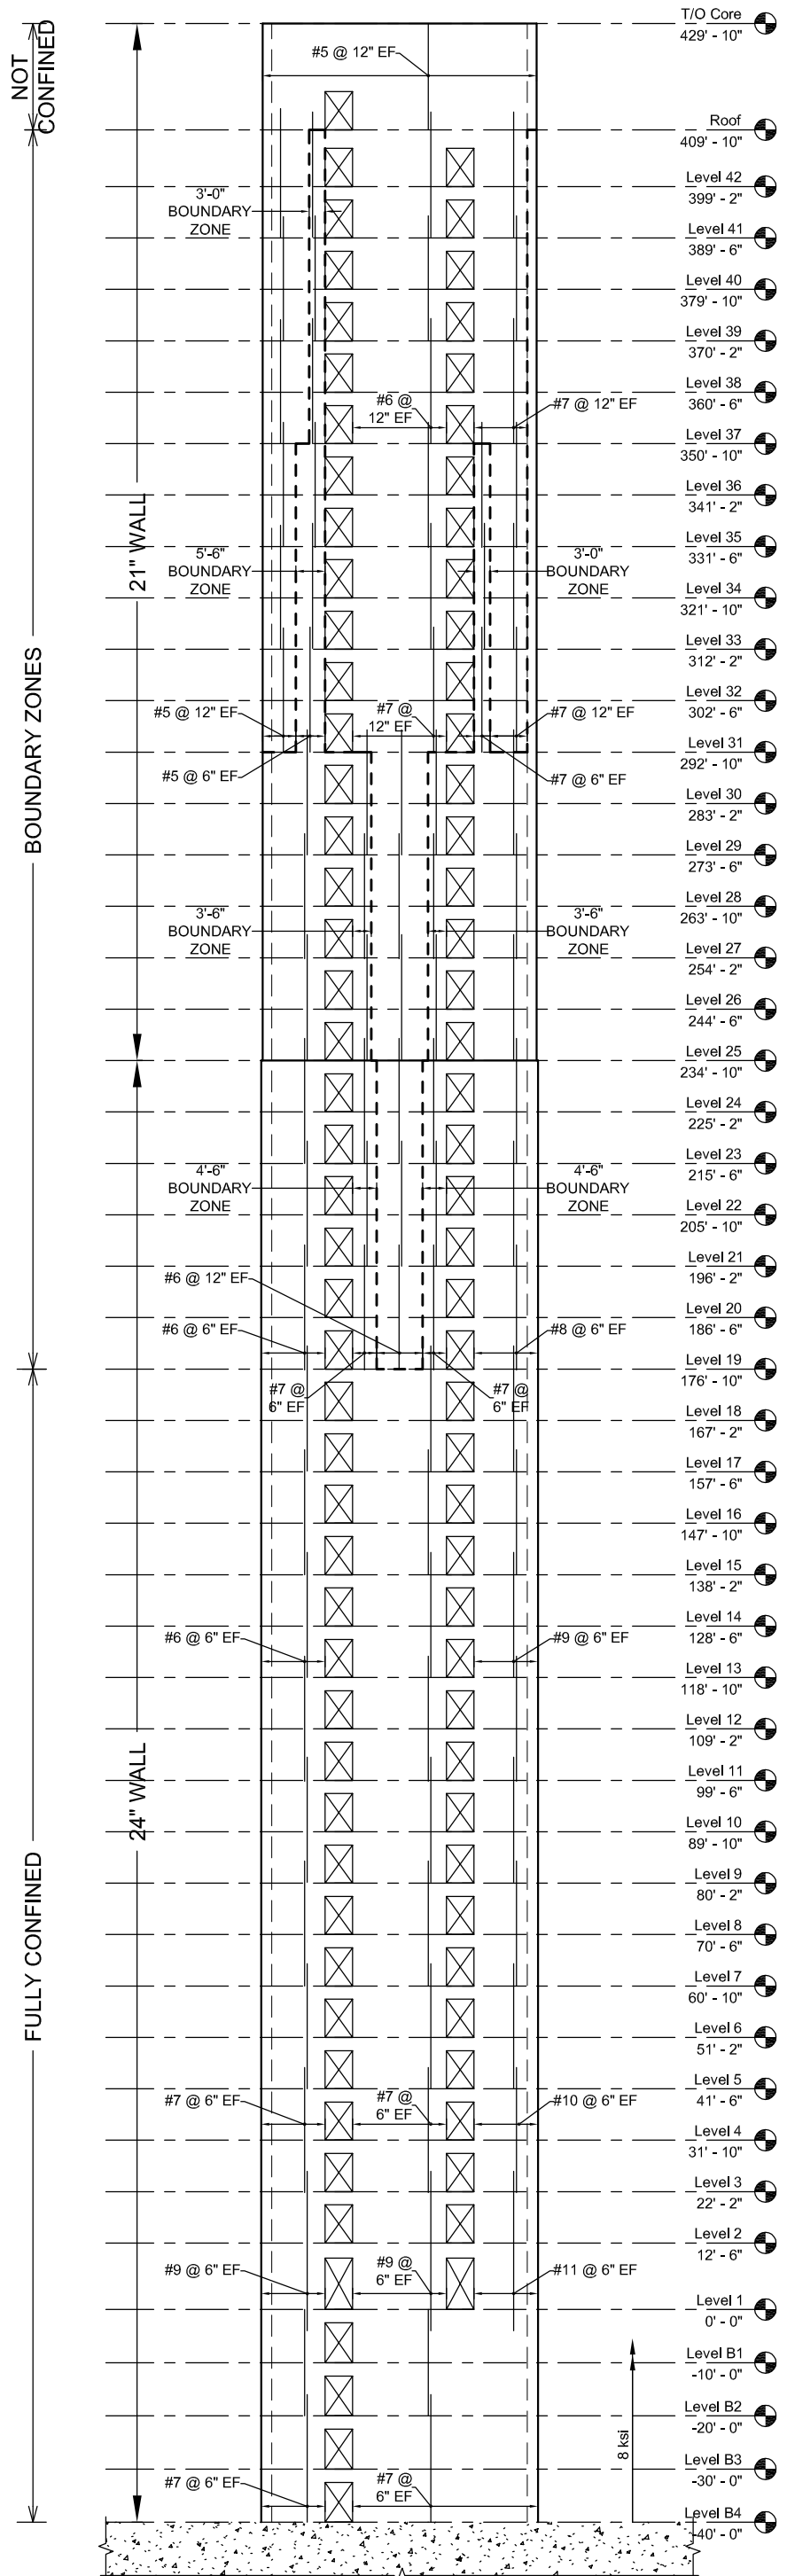 T/O Core
429' - 10"
NOT
CONFINED
#5 @ 12" EF
Roof
409' - 10"
Level 42
399' - 2"
3'-0"
BOUNDARY
ZONE
Level 41
389' - 6"
Level 40
379' - 10"
Level 39
370' - 2"
Level 38
360' - 6"
#6 @
12" EF
#7 @ 12" EF
Level 37
350' - 10"
Level 36
341' - 2"
21" WALL
Level 35
331' - 6"
5'-6"
BOUNDARY
ZONE
3'-0"
BOUNDARY
ZONE
Level 34
321' - 10"
Level 33
312' - 2"
BOUNDARY ZONES
Level 32
302' - 6"
#5 @ 12" EF
#7 @
12" EF
#7 @ 12" EF
Level 31
292' - 10"
#5 @ 6" EF
#7 @ 6" EF
Level 30
283' - 2"
Level 29
273' - 6"
Level 28
263' - 10"
3'-6"
BOUNDARY
ZONE
3'-6"
BOUNDARY
ZONE
Level 27
254' - 2"
Level 26
244' - 6"
Level 25
234' - 10"
Level 24
225' - 2"
Level 23
215' - 6"
4'-6"
BOUNDARY
ZONE
4'-6"
BOUNDARY
ZONE
Level 22
205' - 10"
Level 21
196' - 2"
#6 @ 12" EF
Level 20
186' - 6"
#6 @ 6" EF
#8 @ 6" EF
Level 19
176' - 10"
#7 @
6" EF
#7 @
6" EF
Level 18
167' - 2"
Level 17
157' - 6"
Level 16
147' - 10"
Level 15
138' - 2"
Level 14
128' - 6"
#6 @ 6" EF
#9 @ 6" EF
Level 13
118' - 10"
Level 12
109' - 2"
24" WALL
Level 11
99' - 6"
Level 10
89' - 10"
FULLY CONFINED
Level 9
80' - 2"
Level 8
70' - 6"
Level 7
60' - 10"
Level 6
51' - 2"
Level 5
41' - 6"
#7 @ 6" EF
#7 @
6" EF
#10 @ 6" EF
Level 4
31' - 10"
Level 3
22' - 2"
Level 2
12' - 6"
#9 @ 6" EF
#9 @
6" EF
#11 @ 6" EF
Level 1
0' - 0"
Level B1
-10' - 0"
Level B2
-20' - 0"
8 ksi
Level B3
-30' - 0"
#7 @ 6" EF
#7 @
6" EF
Level B4
-40' - 0"